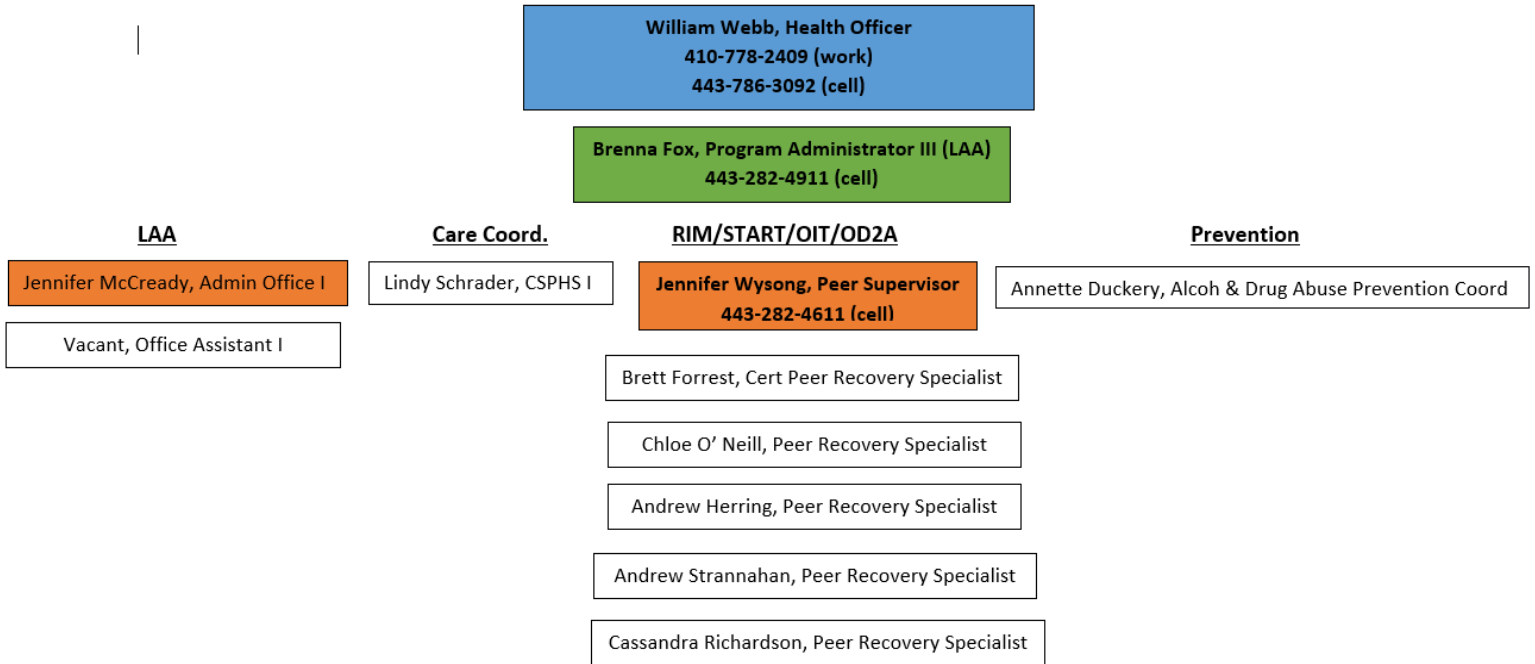 William Webb, Health Officer
410-778-2409 (work)
443-786-3092 (cell)
Brenna Fox, Program Administrator III (LAA)
443-282-4911 (cell)
LAA
Jennifer McCready, Admin Office I
Vacant, Office Assistant I
Care Coord.
Lindy Schrader, CSPHS I
RIM/START/OIT/OD2A
Jennifer Wysong, Peer Supervisor
443-282-4611 (cell)
Brett Forrest, Cert Peer Recovery Specialist
Chloe O’ Neill, Peer Recovery Specialist
Andrew Herring, Peer Recovery Specialist
Andrew Strannahan, Peer Recovery Specialist
Cassandra Richardson, Peer Recovery Specialist
Prevention
Annette Duckery, Alcoh & Drug Abuse Prevention Coord